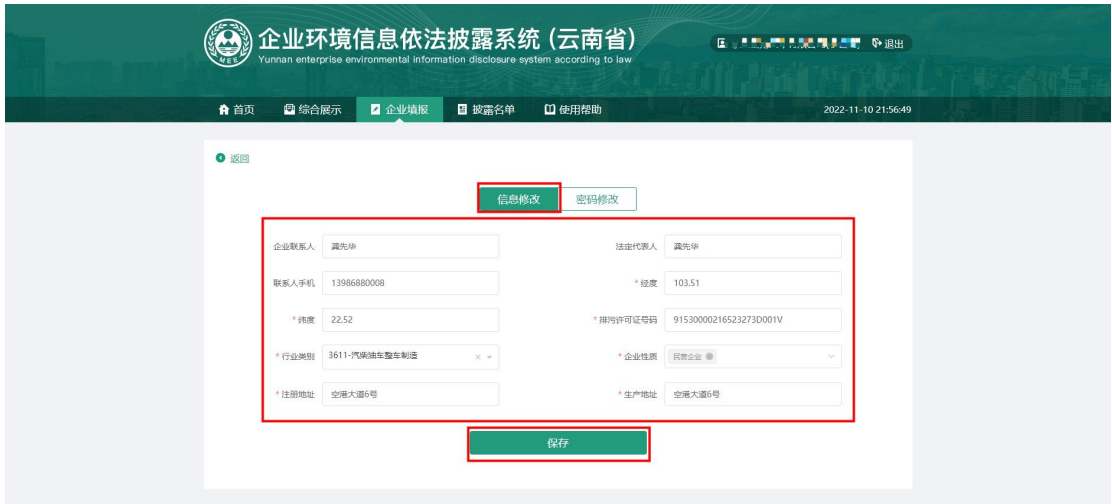 企业环境信息依法披露系统 (云南省)
Yunnan enterprise environmental information disclosure system according to law
MEE
退出
首页 综合展示 企业填报 披露名单 使用帮助 2022-11-10 21:56:49
返回
信息修改 密码修改
企业联系人 龚先华 法定代表人 龚先华
联系人手机 13986880008 * 经度 103.51
* 纬度 22.52 * 排污许可证号码 91530000216523273D001V
* 行业类别 3611-汽柴油车整车制造 * 企业性质 民营企业
* 注册地址 空港大道6号 * 生产地址 空港大道6号
保存